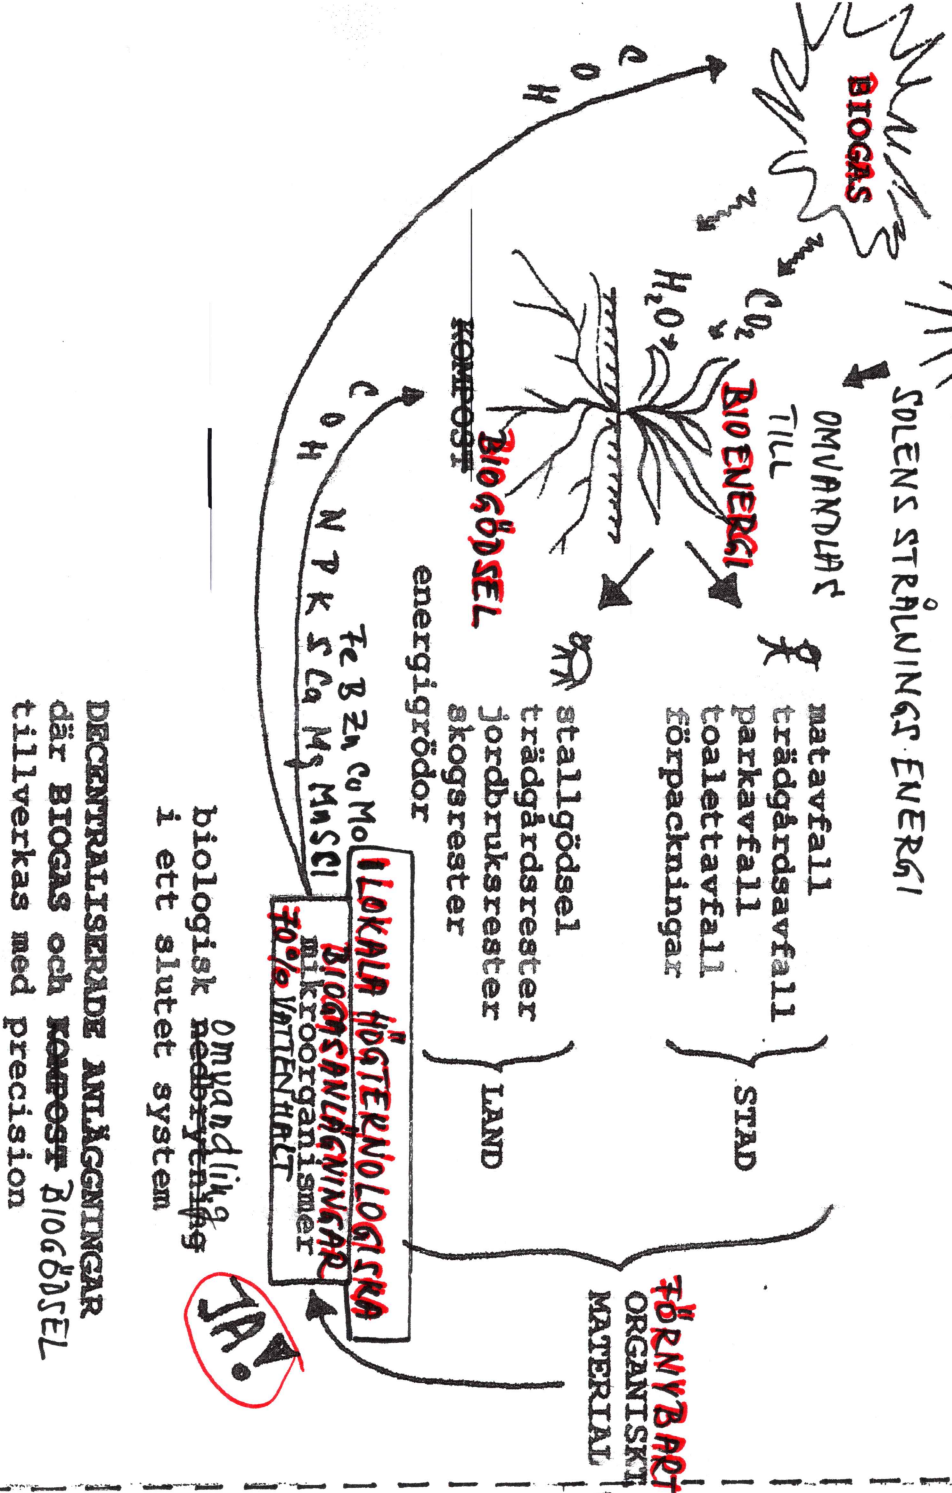 SOLENS STRÅLNINGS ENERGI
OMVANDLAS
TILL
BIOENERGI
BIOGAS
CO2
H2O
KOMPOST
BIOGÖDSEL
matavfall
trädgårdsavfall
parkavfall
toalettavfall
förpackningar
STAD
stallgödsel
trädgårdsrester
jordbruksrester
skogsrester
energigrödor
LAND
FÖRNYBART
ORGANISKT
MATERIAL
C O H
C O H N P K S Ca Mg Mn S Cl
Fe B Zn Co Mo
I LOKALA HÖGTEKNOLOGISKA
BIOGASANLÄGNINGAR
mikroorganismer
70% VATTENHALT
JA!
omvandling
biologisk nedbrytning
i ett slutet system
DECENTRALISERADE ANLÄGGNINGAR
där BIOGAS och KOMPOST BIOGÖDSEL
tillverkas med precision